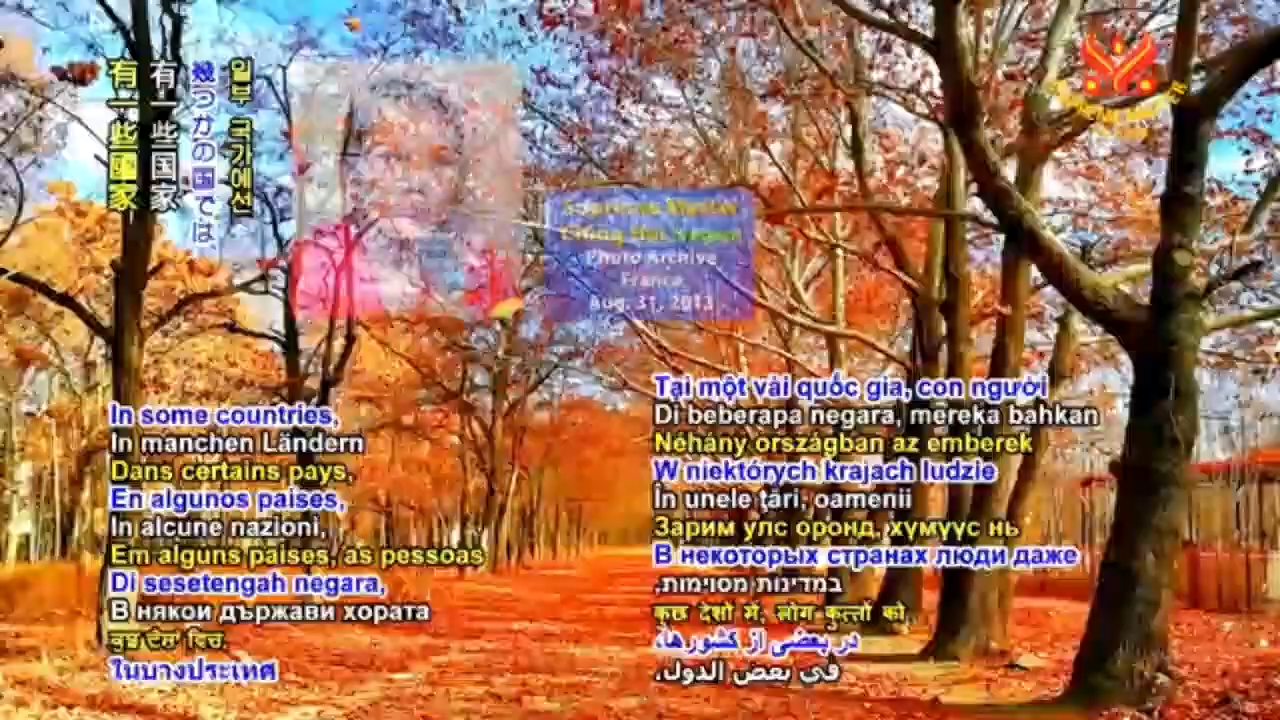 有一些國家
有一些国家
幾つかの国では、
일부 국가에선
Supreme Master
Ching Hai Vegan
Photo Archive
France
Aug. 31, 2013
In some countries,
In manchen Ländern
Dans certains pays,
En algunos paises,
In alcune nazioni,
Em alguns países, as pessoas
Di sesetengah negara,
В някои държави хората
ਕੁਝ ਦੇਸ਼ਾਂ ਵਿਚ,
ในบางประเทศ
Tại một vài quốc gia, con người
Di beberapa negara, mereka bahkan
Néhány országban az emberek
W niektórych krajach ludzie
În unele ţări, oamenii
Зарим улс оронд, хүмүүс нь
В некоторых странах люди даже
במדינות מסוימות,
कुछ देशों में, लोग कुत्तों को,
در بعضی از کشورها،
في بعض الدول،